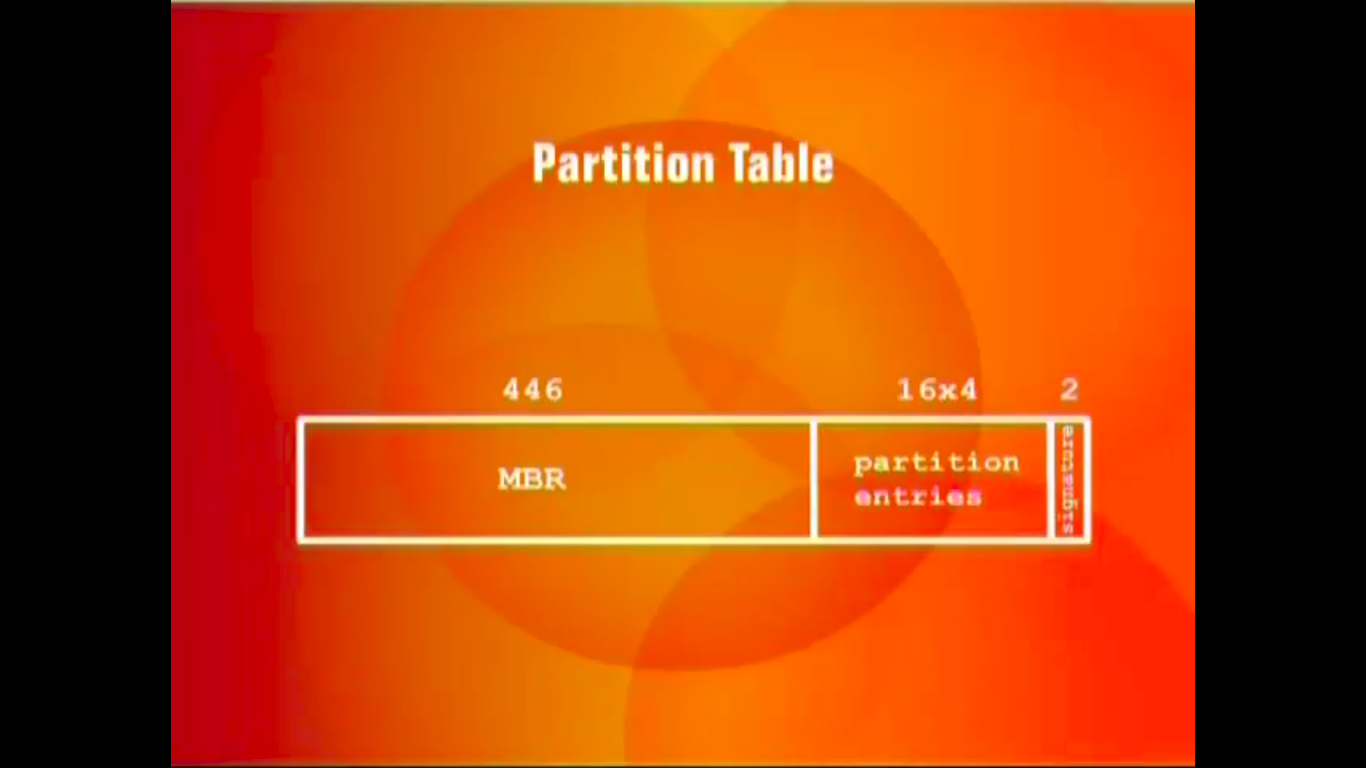 Partition Table
446 16x4 2
MBR
partition
entries
signature